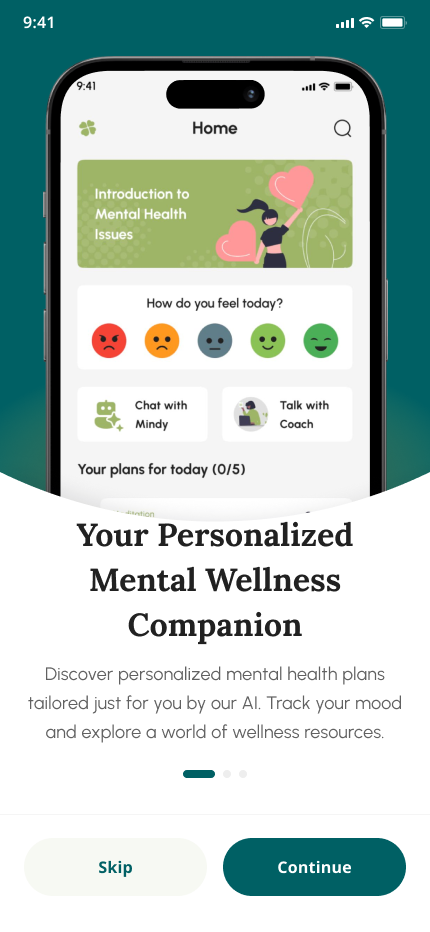 9:41
9:41
Home
Introduction to
Mental Health
Issues
How do you feel today?
Chat with
Mindy
Talk with
Coach
Your plans for today (0/5)
Your Personalized
Mental Wellness
Companion
Discover personalized mental health plans
tailored just for you by our AI. Track your mood
and explore a world of wellness resources.
Skip
Continue